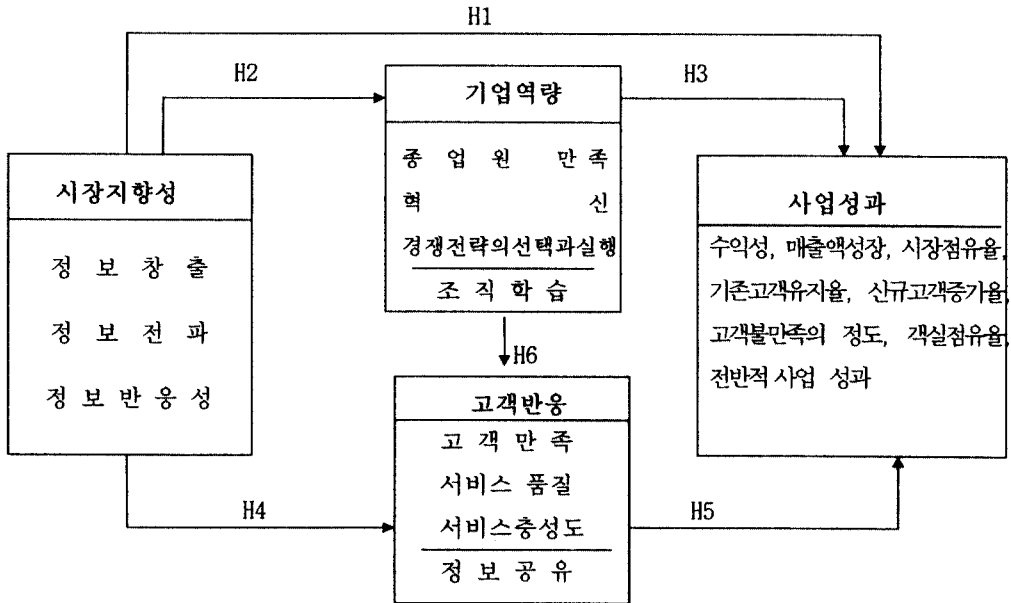 H1
H2
H3
기업역량
종 업 원 만 족
혁 신
경쟁전략의선택과실행
조 직 학 습
시장지향성
정 보 창 출
정 보 전 파
정 보 반 응 성
사업성과
수익성, 매출액성장, 시장점유율,
기존고객유지율, 신규고객증가율,
고객불만족의 정도, 객실점유율,
전반적 사업 성과
H6
고객반응
고 객 만 족
서비스 품질
서비스충성도
정 보 공 유
H4
H5